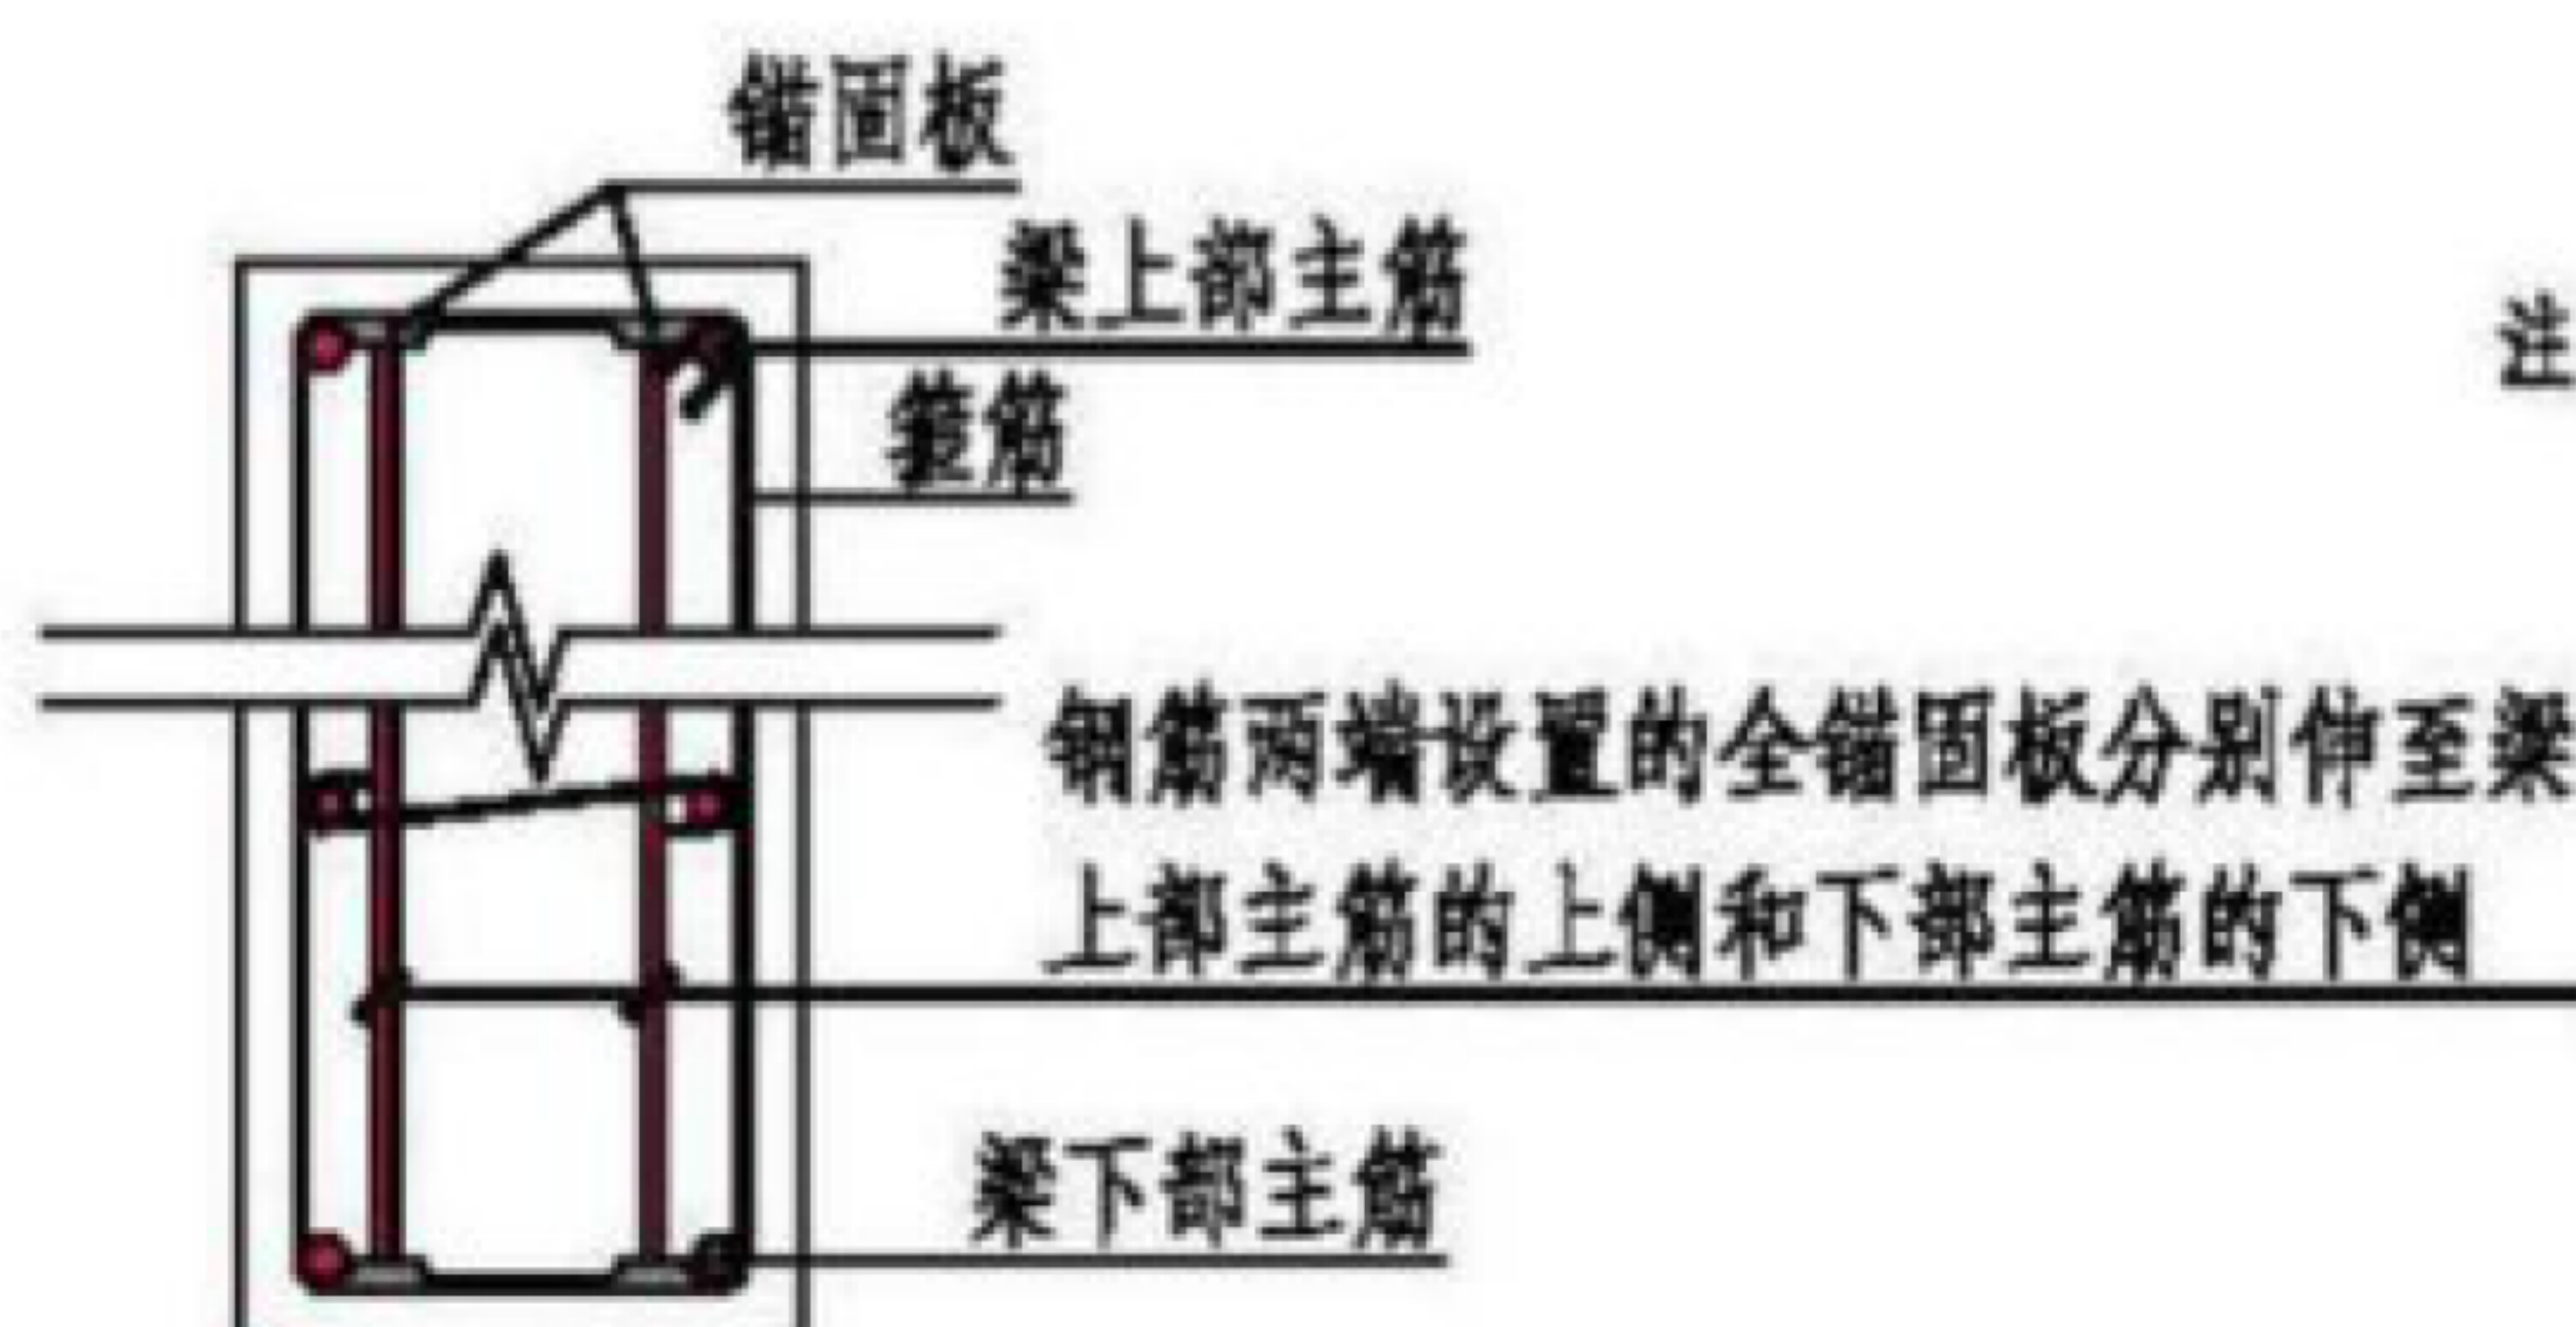 锚固板
梁上部主筋
注
箍筋
钢筋两端设置的全锚固板分别伸至梁
上部主筋的上侧和下部主筋的下侧
梁下部主筋